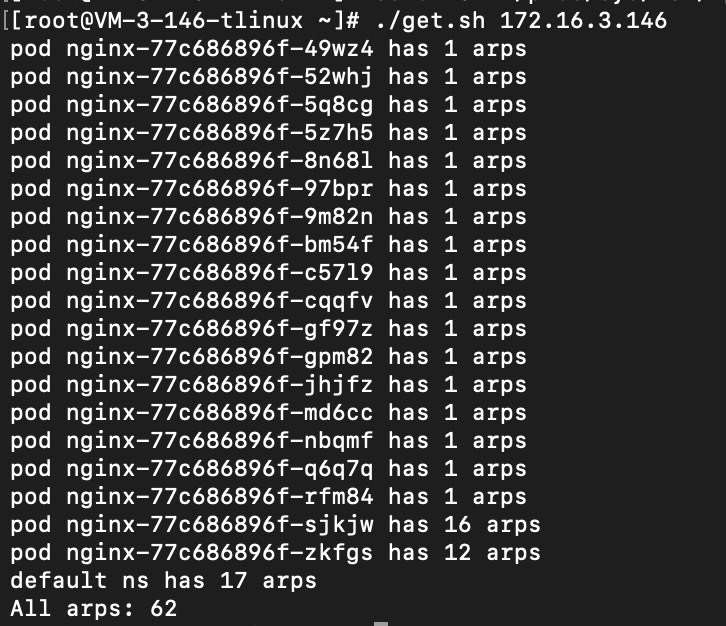 [[root@VM-3-146-tlinux ~]# ./get.sh 172.16.3.146
pod nginx-77c686896f-49wz4 has 1 arps
pod nginx-77c686896f-52whj has 1 arps
pod nginx-77c686896f-5q8cg has 1 arps
pod nginx-77c686896f-5z7h5 has 1 arps
pod nginx-77c686896f-8n68l has 1 arps
pod nginx-77c686896f-97bpr has 1 arps
pod nginx-77c686896f-9m82n has 1 arps
pod nginx-77c686896f-bm54f has 1 arps
pod nginx-77c686896f-c57l9 has 1 arps
pod nginx-77c686896f-cqqfv has 1 arps
pod nginx-77c686896f-gf97z has 1 arps
pod nginx-77c686896f-gpm82 has 1 arps
pod nginx-77c686896f-jhjfz has 1 arps
pod nginx-77c686896f-md6cc has 1 arps
pod nginx-77c686896f-nbqmf has 1 arps
pod nginx-77c686896f-q6q7q has 1 arps
pod nginx-77c686896f-rfm84 has 1 arps
pod nginx-77c686896f-sjkjw has 16 arps
pod nginx-77c686896f-zkfgs has 12 arps
default ns has 17 arps
All arps: 62